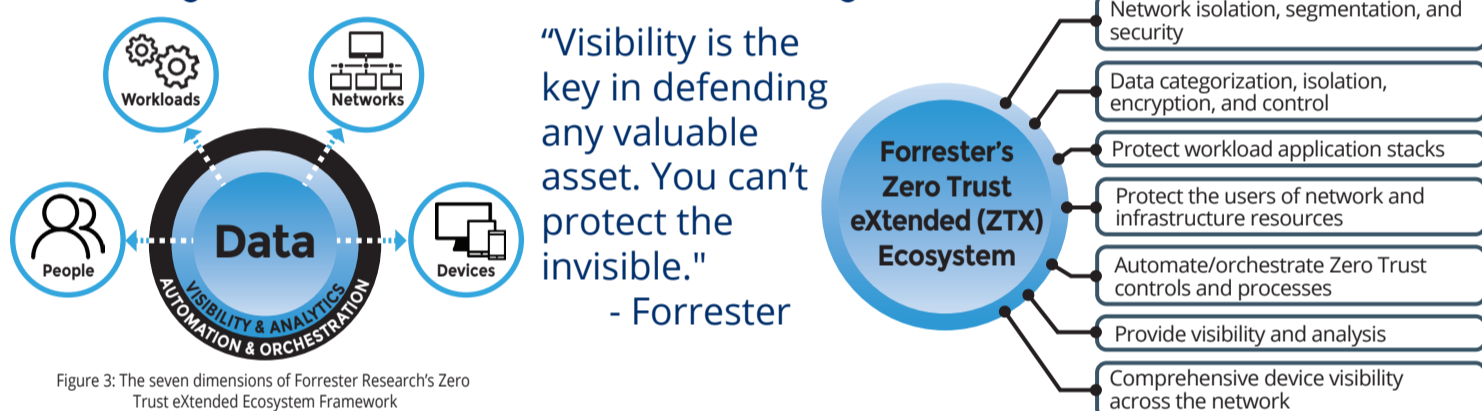 Workloads
Networks
People
Data
Devices
VISIBILITY & ANALYTICS
AUTOMATION & ORCHESTRATION
Figure 3: The seven dimensions of Forrester Research's Zero
Trust eXtended Ecosystem Framework
“Visibility is the
key in defending
any valuable
asset. You can’t
protect the
invisible."
- Forrester
Forrester’s
Zero Trust
eXtended (ZTX)
Ecosystem
Network isolation, segmentation, and
security
Data categorization, isolation,
encryption, and control
Protect workload application stacks
Protect the users of network and
infrastructure resources
Automate/orchestrate Zero Trust
controls and processes
Provide visibility and analysis
Comprehensive device visibility
across the network